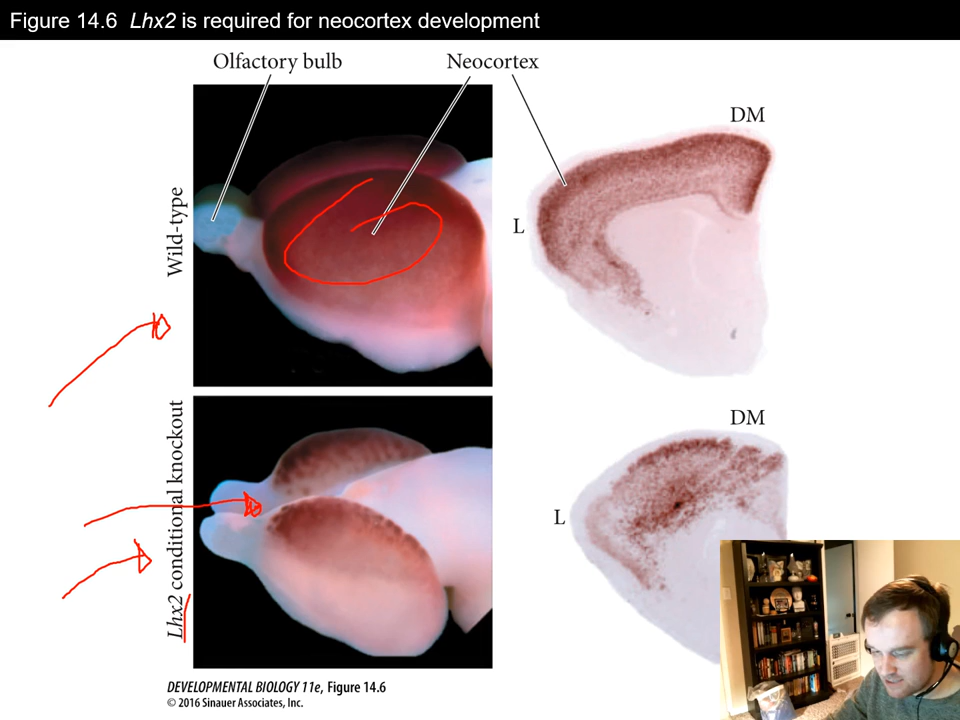 Figure 14.6 Lhx2 is required for neocortex development
Olfactory bulb
Neocortex
DM
Wild-type
L
Lhx2 conditional knockout
DM
L
DEVELOPMENTAL BIOLOGY 11e, Figure 14.6
© 2016 Sinauer Associates, Inc.